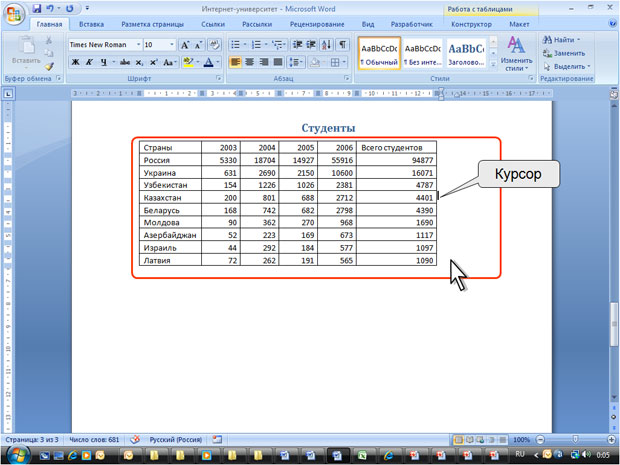 Интернет-университет - Microsoft Word
Работа с таблицами
Главная Вставка Разметка страницы Ссылки Рассылки Рецензирование Вид Разработчик Конструктор Макет
Times New Roman 10
Вставить
Ж К Ч
AaBbCcDc AaBbCcDc AaBbCc
¶ Обычный ¶ Без инте... Заголово...
Изменить стили
Найти
Заменить
Выделить
Буфер обмена Шрифт Абзац Стили Редактирование
Студенты
Страны 2003 2004 2005 2006 Всего студентов
Россия 5330 18704 14927 55916 94877
Украина 631 2690 2150 10600 16071
Узбекистан 154 1226 1026 2381 4787
Казахстан 200 801 688 2712 4401
Беларусь 168 742 682 2798 4390
Молдова 90 362 270 968 1690
Азербайджан 52 223 169 673 1117
Израиль 44 292 184 577 1097
Латвия 72 262 191 565 1090
Курсор
Страница: 3 из 3 Число слов: 681 Русский (Россия) 100%
RU 0:05